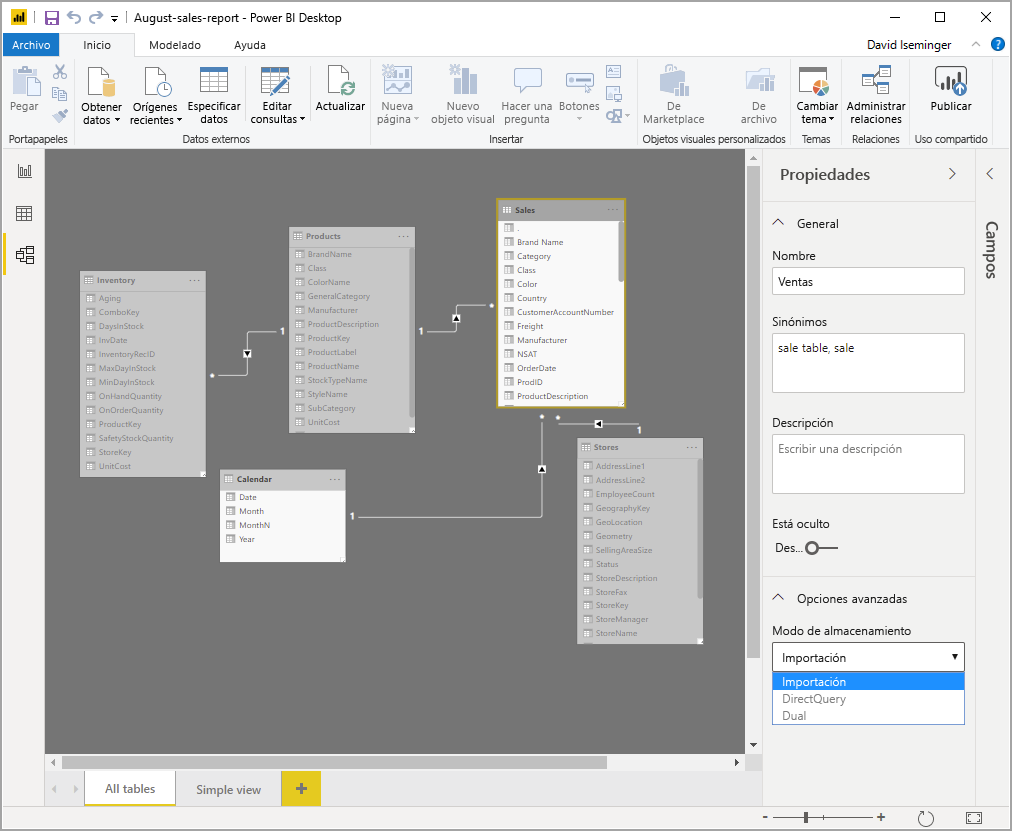 August-sales-report - Power BI Desktop
Archivo
Inicio
Modelado
Ayuda
David Iseminger
?
Pegar
Obtener
datos
Orígenes
recientes
Especificar
datos
Editar
consultas
Actualizar
Nueva
página
Nuevo
objeto visual
Hacer una
pregunta
Botones
De
Marketplace
De
archivo
Cambiar
tema
Administrar
relaciones
Publicar
Portapapeles
Datos externos
Insertar
Objetos visuales personalizados
Temas
Relaciones
Uso compartido
Inventory
Aging
ComboKey
DaysInStock
InvDate
InventoryRecID
MaxDayInStock
MinDayInStock
OnHandQuantity
OnOrderQuantity
ProductKey
SafetyStockQuantity
StoreKey
UnitCost
1
Products
BrandName
Class
ColorName
GeneralCategory
Manufacturer
ProductDescription
ProductKey
ProductLabel
ProductName
StockTypeName
StyleName
SubCategory
UnitCost
1
Sales
.
Brand Name
Category
Class
Color
Country
CustomerAccountNumber
Freight
Manufacturer
NSAT
OrderDate
ProdID
ProductDescription
Calendar
Date
Month
MonthN
Year
1
1
Stores
AddressLine1
AddressLine2
EmployeeCount
GeographyKey
GeoLocation
Geometry
SellingAreaSize
Status
StoreDescription
StoreFax
StoreKey
StoreManager
StoreName
Propiedades
General
Nombre
Ventas
Sinónimos
sale table, sale
Descripción
Escribir una descripción
Está oculto
Des...
Opciones avanzadas
Modo de almacenamiento
Importación
Importación
DirectQuery
Dual
Campos
All tables
Simple view
+
- +